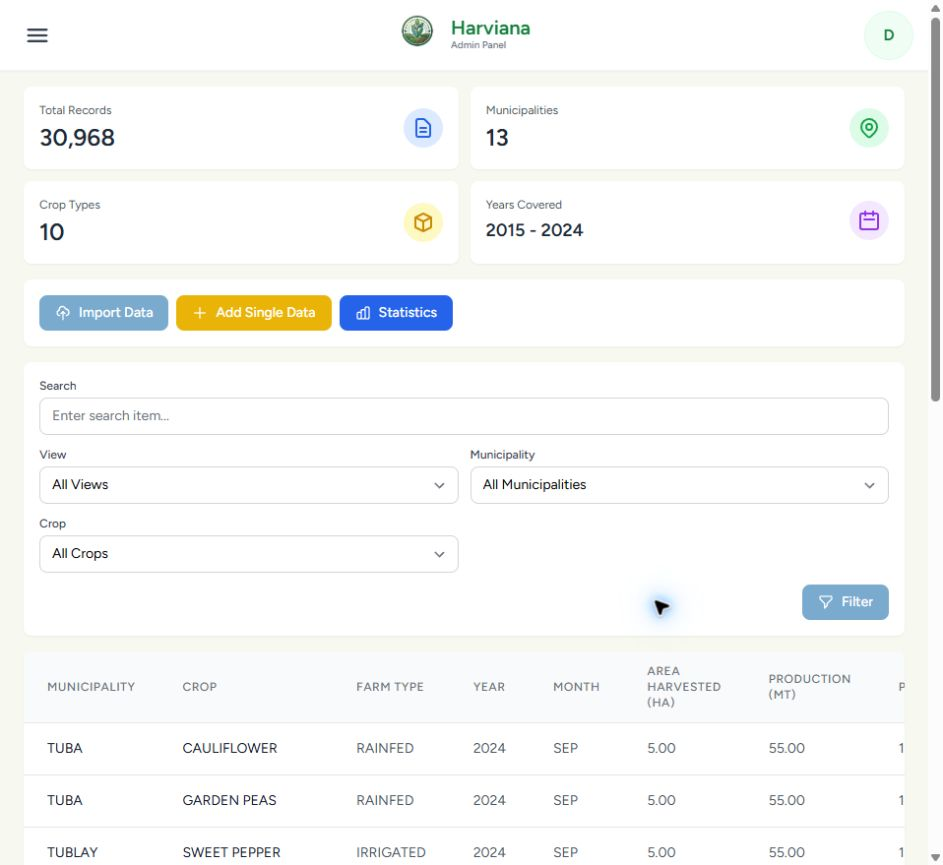 Harviana
Admin Panel
D
Total Records
30,968
Municipalities
13
Crop Types
10
Years Covered
2015 - 2024
Import Data
Add Single Data
Statistics
Search
Enter search item...
View
All Views
Municipality
All Municipalities
Crop
All Crops
Filter
MUNICIPALITY CROP FARM TYPE YEAR MONTH AREA HARVESTED (HA) PRODUCTION (MT) P
TUBA CAULIFLOWER RAINFED 2024 SEP 5.00 55.00 1
TUBA GARDEN PEAS RAINFED 2024 SEP 5.00 55.00 1
TUBLAY SWEET PEPPER IRRIGATED 2024 SEP 5.00 55.00 1